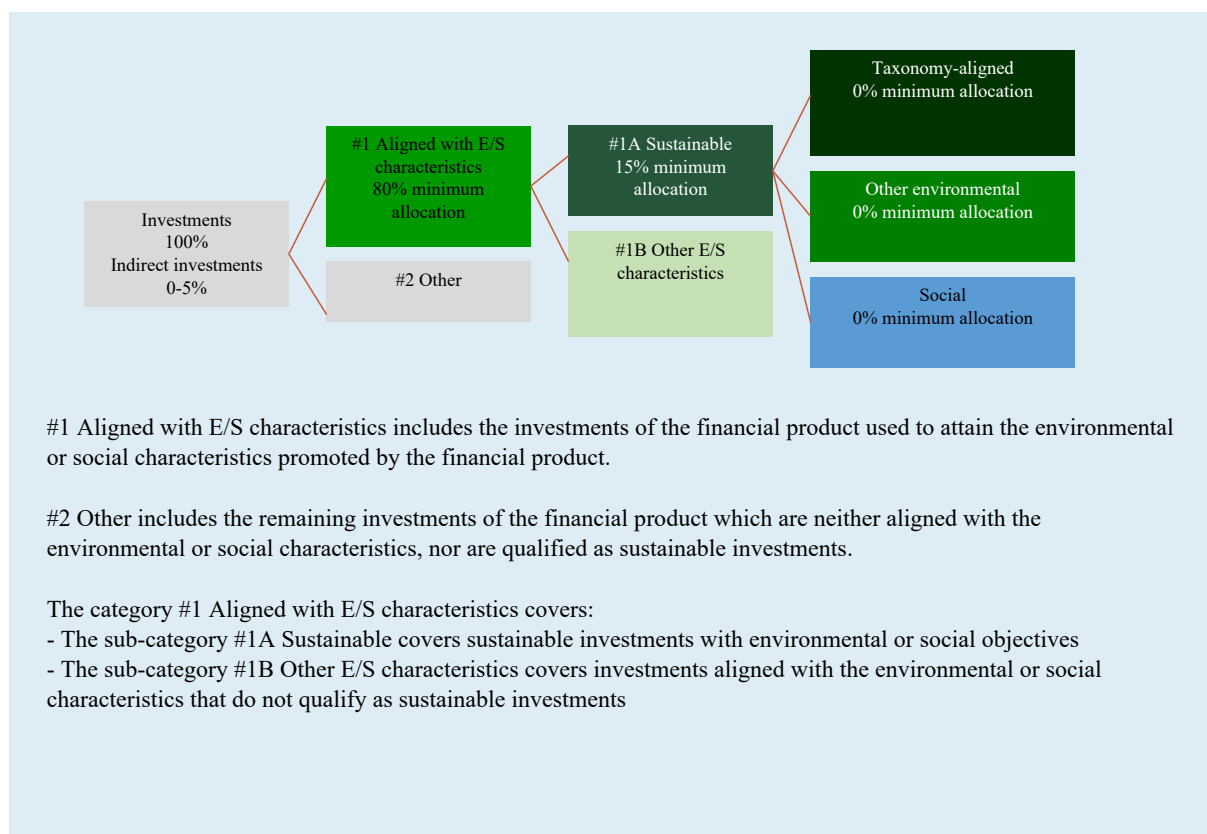 Investments
100%
Indirect investments
0-5%
#1 Aligned with E/S
characteristics
80% minimum
allocation
#2 Other
#1A Sustainable
15% minimum
allocation
#1B Other E/S
characteristics
Taxonomy-aligned
0% minimum allocation
Other environmental
0% minimum allocation
Social
0% minimum allocation
#1 Aligned with E/S characteristics includes the investments of the financial product used to attain the environmental
or social characteristics promoted by the financial product.
#2 Other includes the remaining investments of the financial product which are neither aligned with the
environmental or social characteristics, nor are qualified as sustainable investments.
The category #1 Aligned with E/S characteristics covers:
- The sub-category #1A Sustainable covers sustainable investments with environmental or social objectives
- The sub-category #1B Other E/S characteristics covers investments aligned with the environmental or social
characteristics that do not qualify as sustainable investments